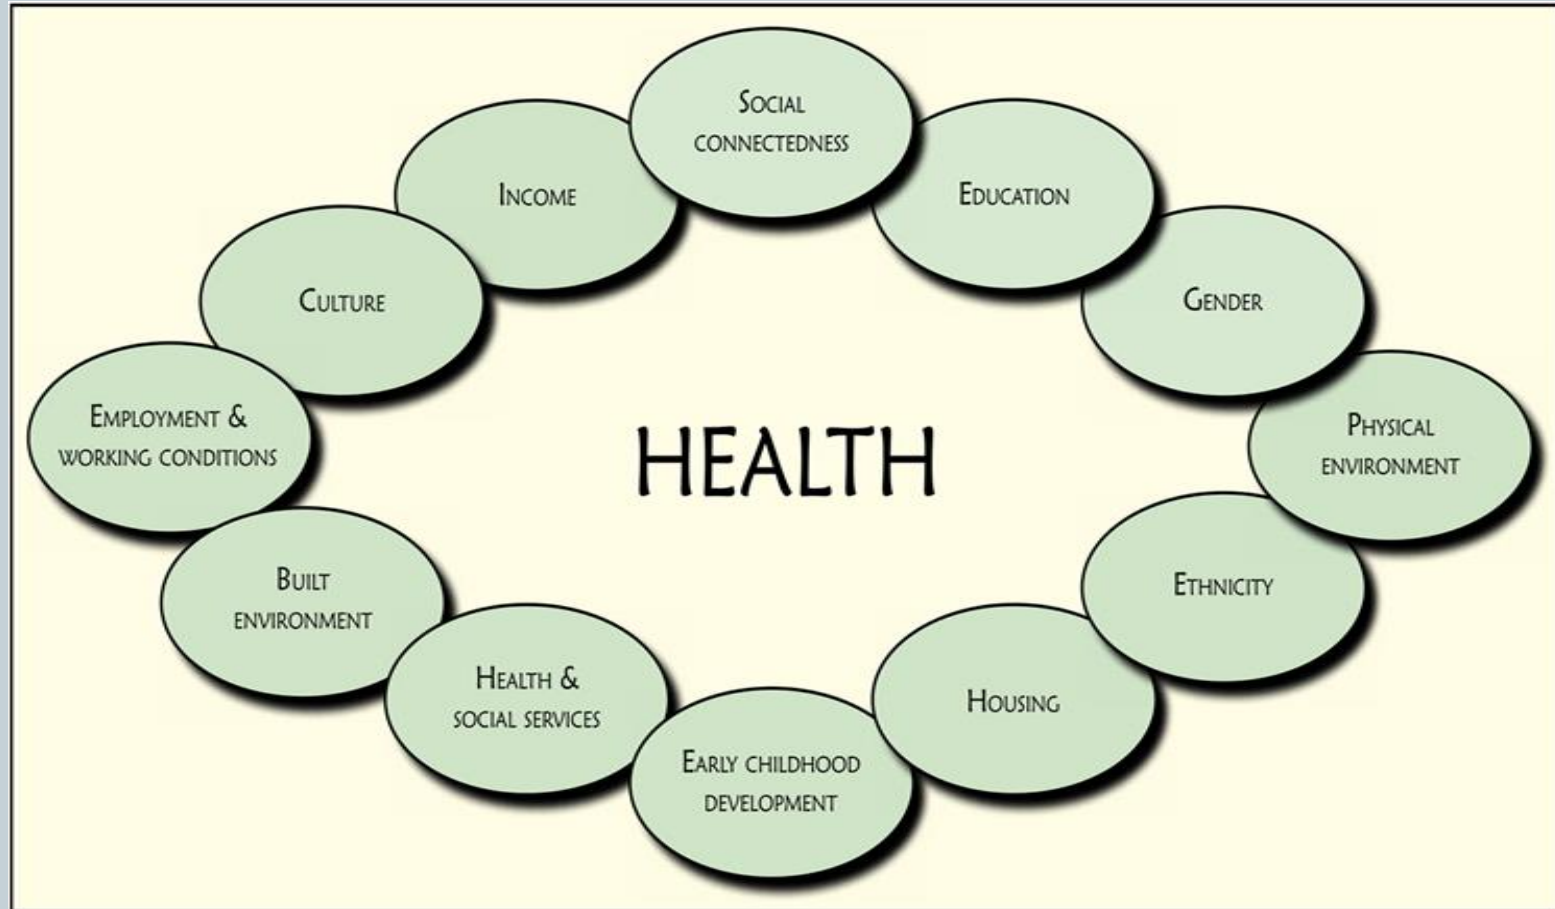 Social
connectedness
Income
Education
Culture
Gender
Employment &
working conditions
Physical
environment
HEALTH
Built
environment
Ethnicity
Health &
social services
Housing
Early childhood
development